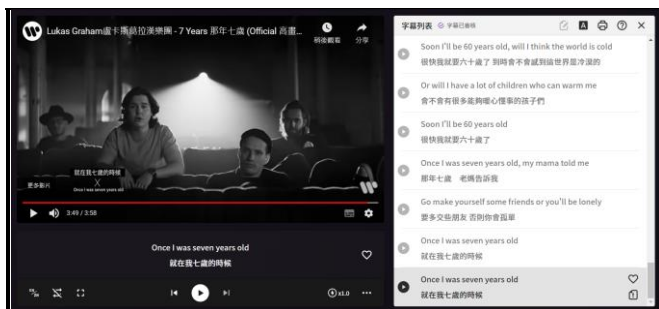 Lukas Graham盧卡斯葛拉漢樂團 - 7 Years 那年七歲 (Official 高畫...
稍後觀看
分享
就在我七歲的時候
Once I was seven years old
更多影片
3:49 / 3:58
Once I was seven years old
就在我七歲的時候
x1.0
字幕列表
字幕已審核
Soon I'll be 60 years old, will I think the world is cold
很快我就要六十歲了 到時會不會感到這世界是冷漠的
Or will I have a lot of children who can warm me
會不會有很多能夠暖心懂事的孩子們
Soon I'll be 60 years old
很快我就要六十歲了
Once I was seven years old, my mama told me
那年七歲 老媽告訴我
Go make yourself some friends or you'll be lonely
要多交些朋友 否則你會孤單
Once I was seven years old
就在我七歲的時候
Once I was seven years old
就在我七歲的時候